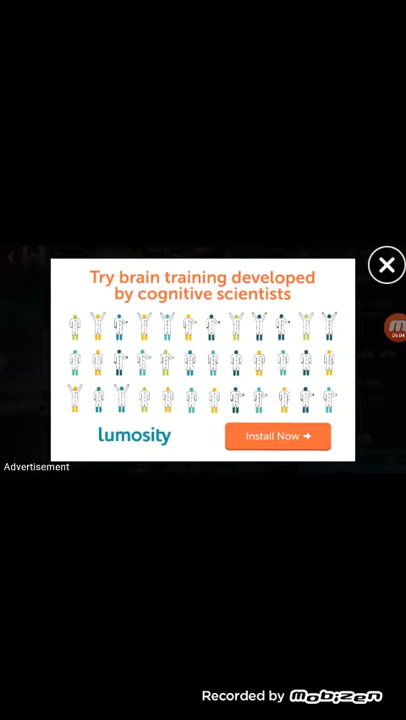 Try brain training developed
by cognitive scientists
lumosity
Install Now
Advertisement
Recorded by Mobizen